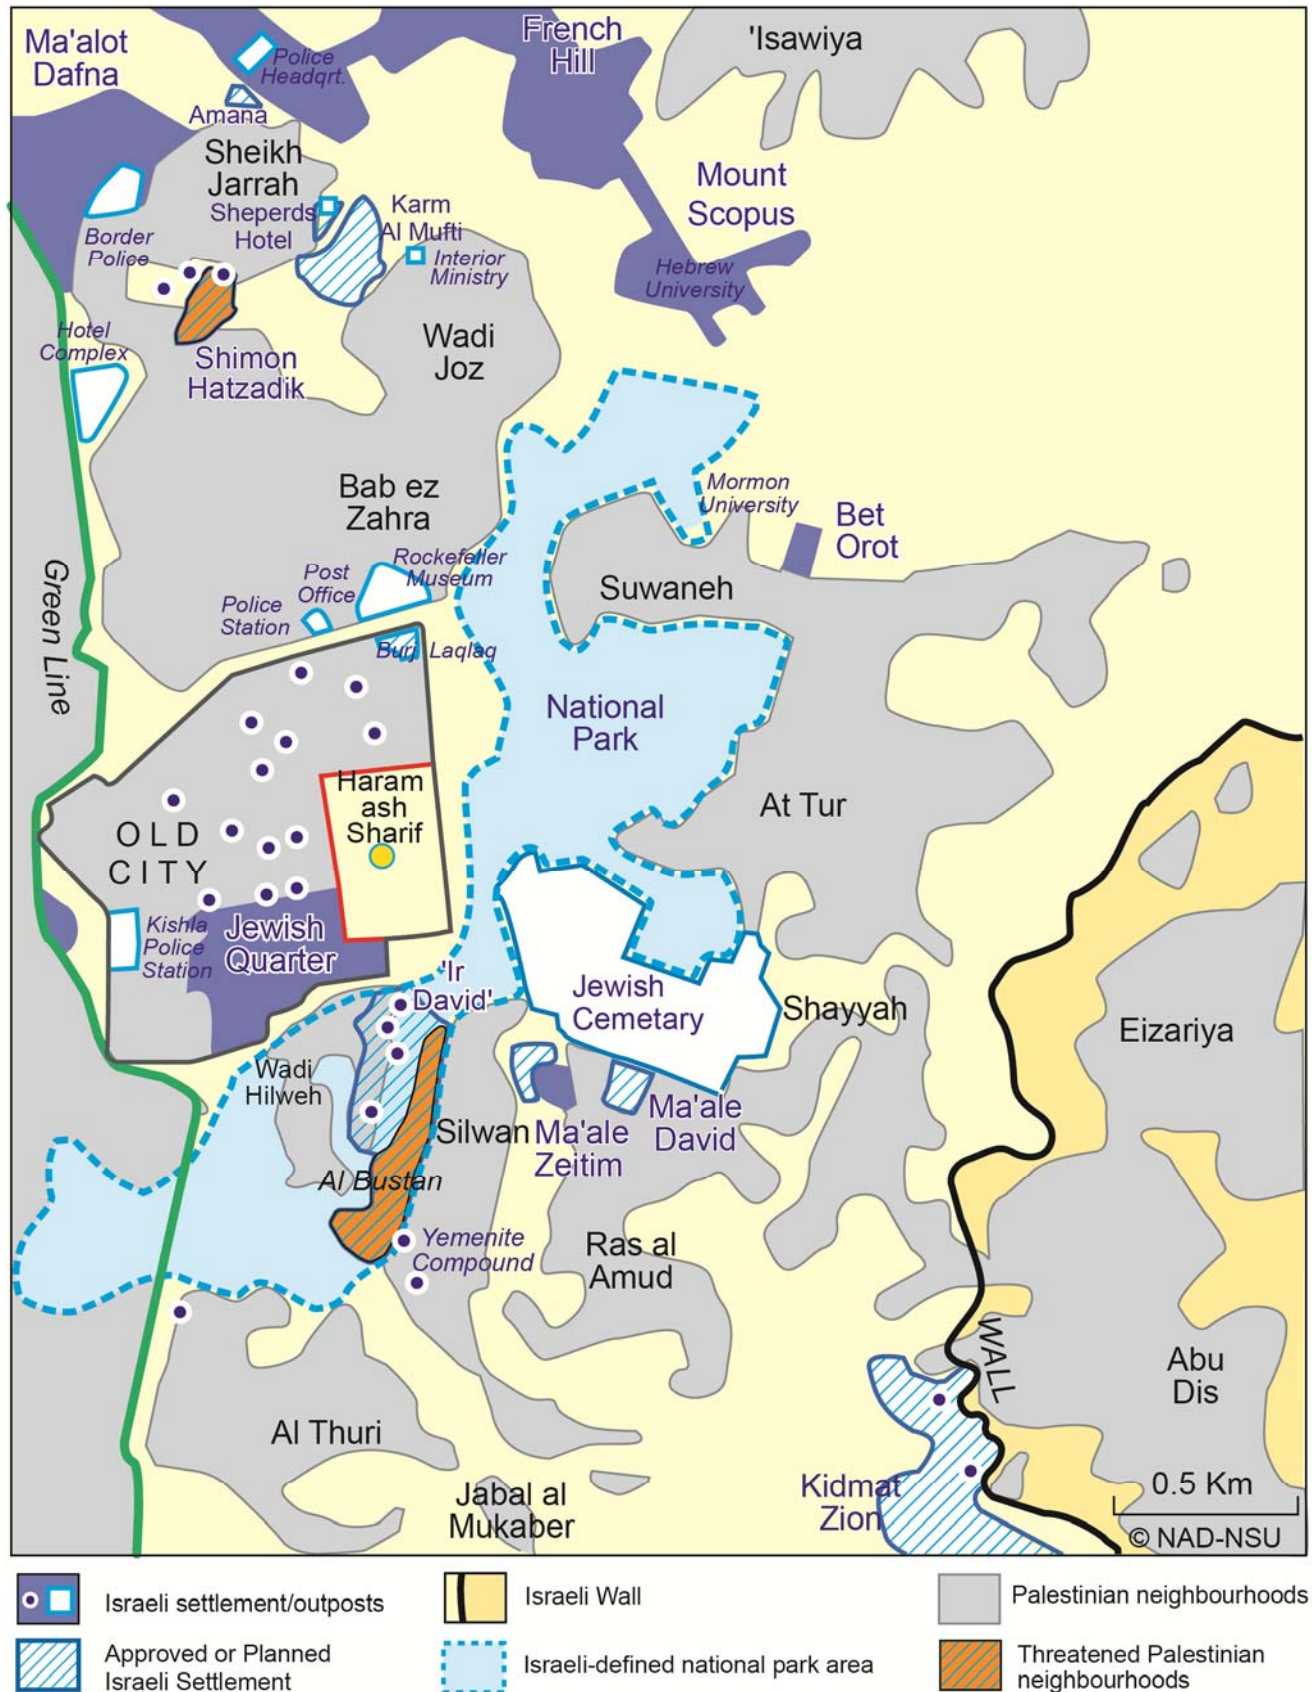 Ma'alot
Dafna
Police
Headqrt.
French
Hill
'Isawiya
Amana
Sheikh
Jarrah
Sheperds
Hotel
Karm
Al Mufti
Mount
Scopus
Border
Police
Interior
Ministry
Hebrew
University
Hotel
Complex
Shimon
Hatzadik
Wadi
Joz
Bab ez
Zahra
Mormon
University
Bet
Orot
Green Line
Police
Station
Post
Office
Rockefeller
Museum
Suwaneh
Burj Laqlaq
National
Park
Haram
ash
Sharif
OLD
CITY
At Tur
Kishla
Police
Station
Jewish
Quarter
'Ir
David'
Jewish
Cemetary
Shayyah
Eizariya
Wadi
Hilweh
Silwan
Ma'ale
Zeitim
Ma'ale
David
Al Bustan
Yemenite
Compound
Ras al
Amud
WALL
Abu
Dis
Al Thuri
Jabal al
Mukaber
Kidmat
Zion
0.5 Km
© NAD-NSU
Israeli settlement/outposts
Israeli Wall
Palestinian neighbourhoods
Approved or Planned
Israeli Settlement
Israeli-defined national park area
Threatened Palestinian
neighbourhoods